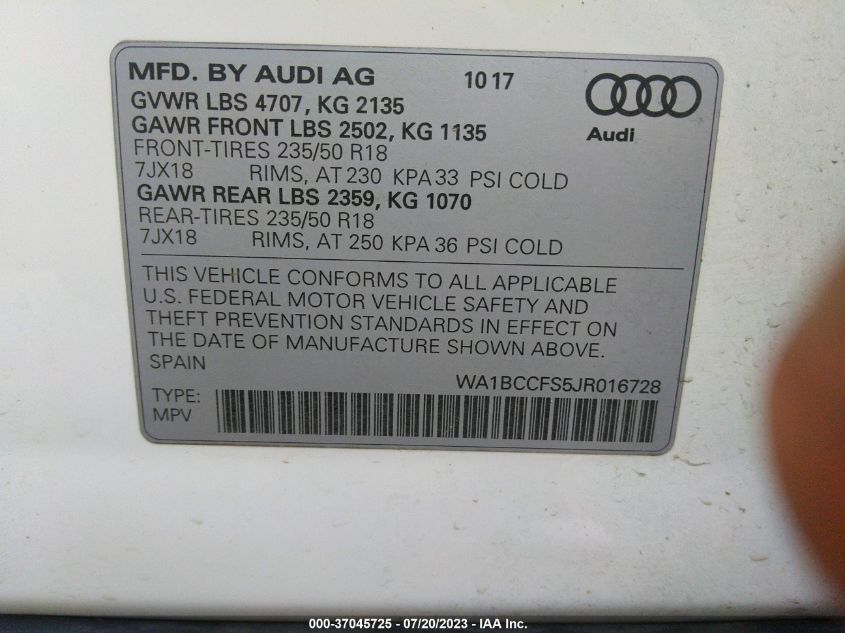 MFD. BY AUDI AG 10 17
GVWR LBS 4707, KG 2135
GAWR FRONT LBS 2502, KG 1135
FRONT-TIRES 235/50 R18
7JX18 RIMS, AT 230 KPA 33 PSI COLD
GAWR REAR LBS 2359, KG 1070
REAR-TIRES 235/50 R18
7JX18 RIMS, AT 250 KPA 36 PSI COLD
Audi
THIS VEHICLE CONFORMS TO ALL APPLICABLE
U.S. FEDERAL MOTOR VEHICLE SAFETY AND
THEFT PREVENTION STANDARDS IN EFFECT ON
THE DATE OF MANUFACTURE SHOWN ABOVE.
SPAIN
WA1BCCFS5JR016728
TYPE:
MPV
000-37045725 - 07/20/2023 - IAA Inc.